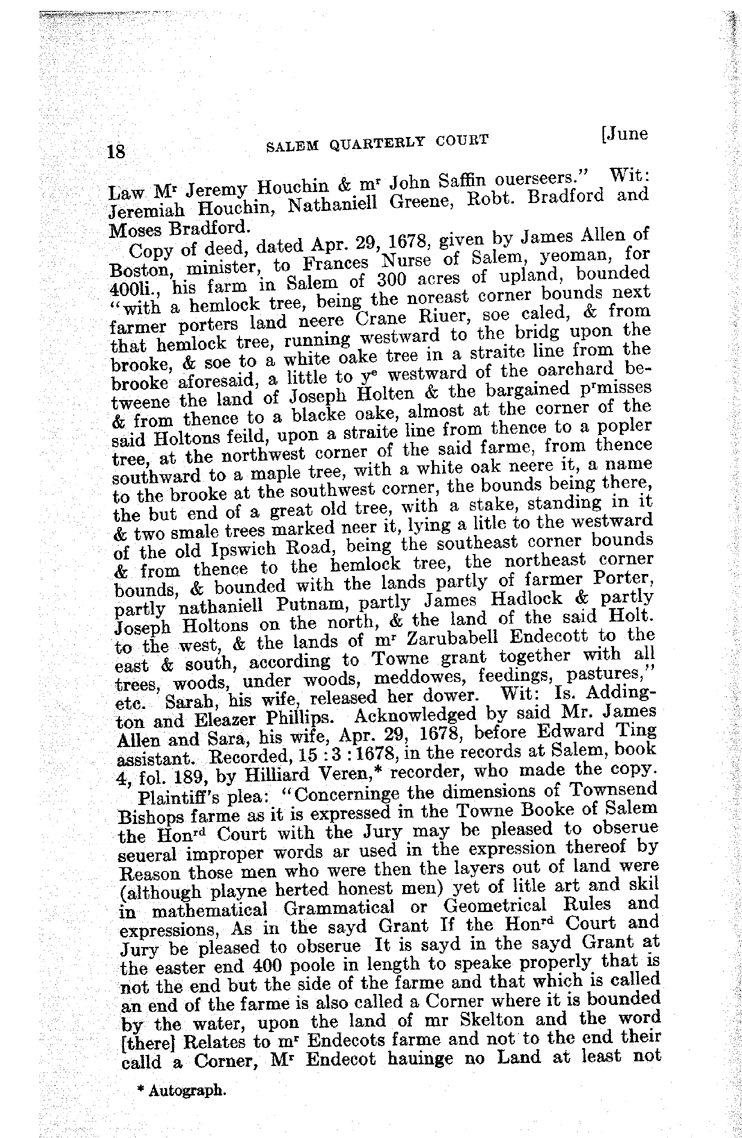 18 SALEM QUARTERLY COURT [June
Law Mʳ Jeremy Houchin & mʳ John Saffin ouerseers." Wit:
Jeremiah Houchin, Nathaniell Greene, Robt. Bradford and
Moses Bradford.
Copy of deed, dated Apr. 29, 1678, given by James Allen of
Boston, minister, to Frances Nurse of Salem, yeoman, for
400li., his farm in Salem of 300 acres of upland, bounded
"with a hemlock tree, being the noreast corner bounds next
farmer porters land neere Crane Riuer, soe caled, & from
that hemlock tree, running westward to the bridg upon the
brooke, & soe to a white oake tree in a straite line from the
brooke aforesaid, a little to yᵉ westward of the oarchard be-
tweene the land of Joseph Holten & the bargained pʳmisses
& from thence to a blacke oake, almost at the corner of the
said Holtons feild, upon a straite line from thence to a popler
tree, at the northwest corner of the said farme, from thence
southward to a maple tree, with a white oak neere it, a name
to the brooke at the southwest corner, the bounds being there,
the but end of a great old tree, with a stake, standing in it
& two smale trees marked neer it, lying a litle to the westward
of the old Ipswich Road, being the southeast corner bounds
& from thence to the hemlock tree, the northeast corner
bounds, & bounded with the lands partly of farmer Porter,
partly nathaniell Putnam, partly James Hadlock & partly
Joseph Holtons on the north, & the land of the said Holt.
to the west, & the lands of mʳ Zarubabell Endecott to the
east & south, according to Towne grant together with all
trees, woods, under woods, meddowes, feedings, pastures,"
etc. Sarah, his wife, released her dower. Wit: Is. Adding-
ton and Eleazer Phillips. Acknowledged by said Mr. James
Allen and Sara, his wife, Apr. 29, 1678, before Edward Ting
assistant. Recorded, 15 : 3 : 1678, in the records at Salem, book
4, fol. 189, by Hilliard Veren,* recorder, who made the copy.
Plaintiff's plea: "Concerninge the dimensions of Townsend
Bishops farme as it is expressed in the Towne Booke of Salem
the Honʳᵈ Court with the Jury may be pleased to obserue
seueral improper words ar used in the expression thereof by
Reason those men who were then the layers out of land were
(although playne herted honest men) yet of litle art and skil
in mathematical Grammatical or Geometrical Rules and
expressions, As in the sayd Grant If the Honʳᵈ Court and
Jury be pleased to obserue It is sayd in the sayd Grant at
the easter end 400 poole in length to speake properly that is
not the end but the side of the farme and that which is called
an end of the farme is also called a Corner where it is bounded
by the water, upon the land of mr Skelton and the word
[there] Relates to mʳ Endecots farme and not to the end their
calld a Corner, Mʳ Endecot hauinge no Land at least not
* Autograph.